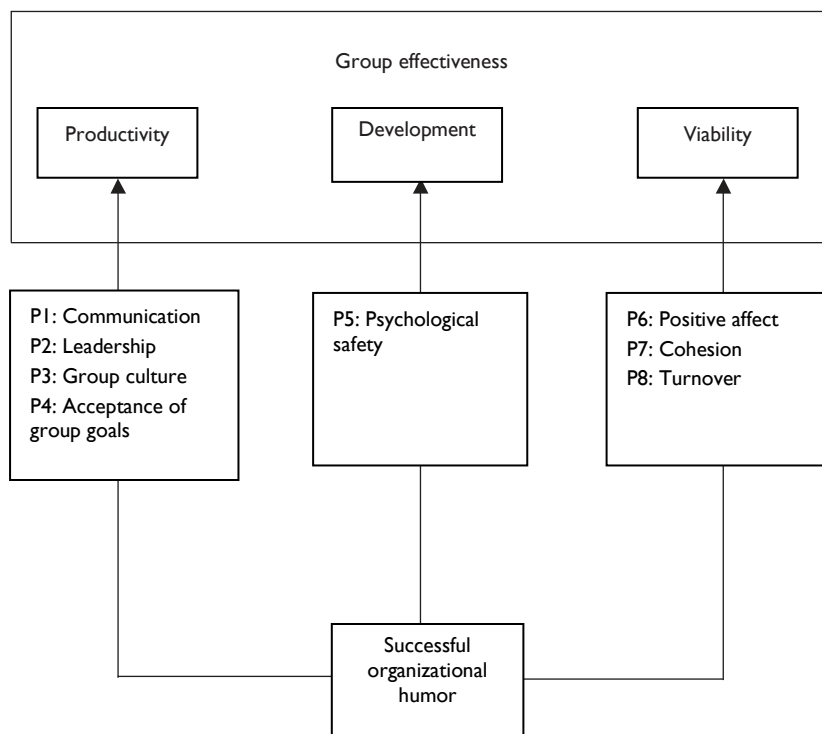 Group effectiveness
Productivity
Development
Viability
P1: Communication
P2: Leadership
P3: Group culture
P4: Acceptance of
group goals
P5: Psychological
safety
P6: Positive affect
P7: Cohesion
P8: Turnover
Successful
organizational
humor